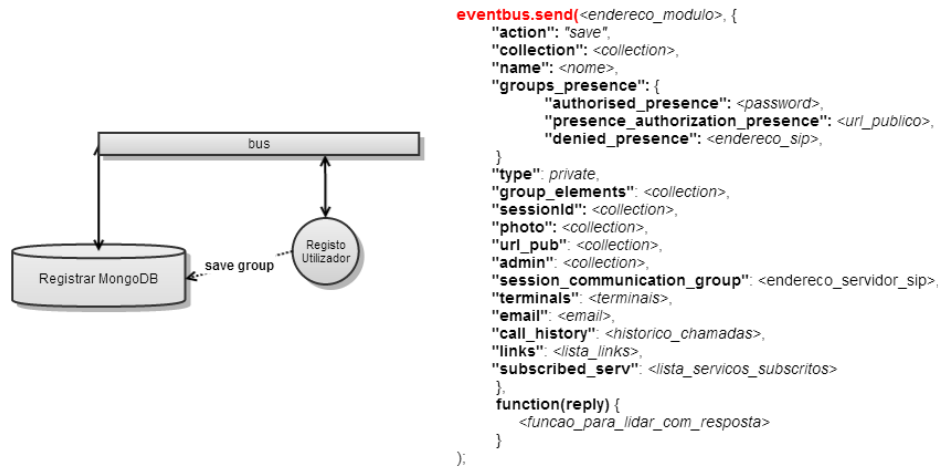 bus
Registo
Utilizador
save group
Registrar MongoDB
eventbus.send(<endereco_modulo>, {
"action": "save",
"collection": <collection>,
"name": <nome>,
"groups_presence": {
"authorised_presence": <password>,
"presence_authorization_presence": <url_publico>,
"denied_presence": <endereco_sip>,
}
"type": private,
"group_elements": <collection>,
"sessionId": <collection>,
"photo": <collection>,
"url_pub": <collection>,
"admin": <collection>,
"session_communication_group": <endereco_servidor_sip>,
"terminals": <terminais>,
"email": <email>,
"call_history": <historico_chamadas>,
"links": <lista_links>,
"subscribed_serv": <lista_servicos_subscritos>
},
function(reply) {
<funcao_para_lidar_com_resposta>
}
);